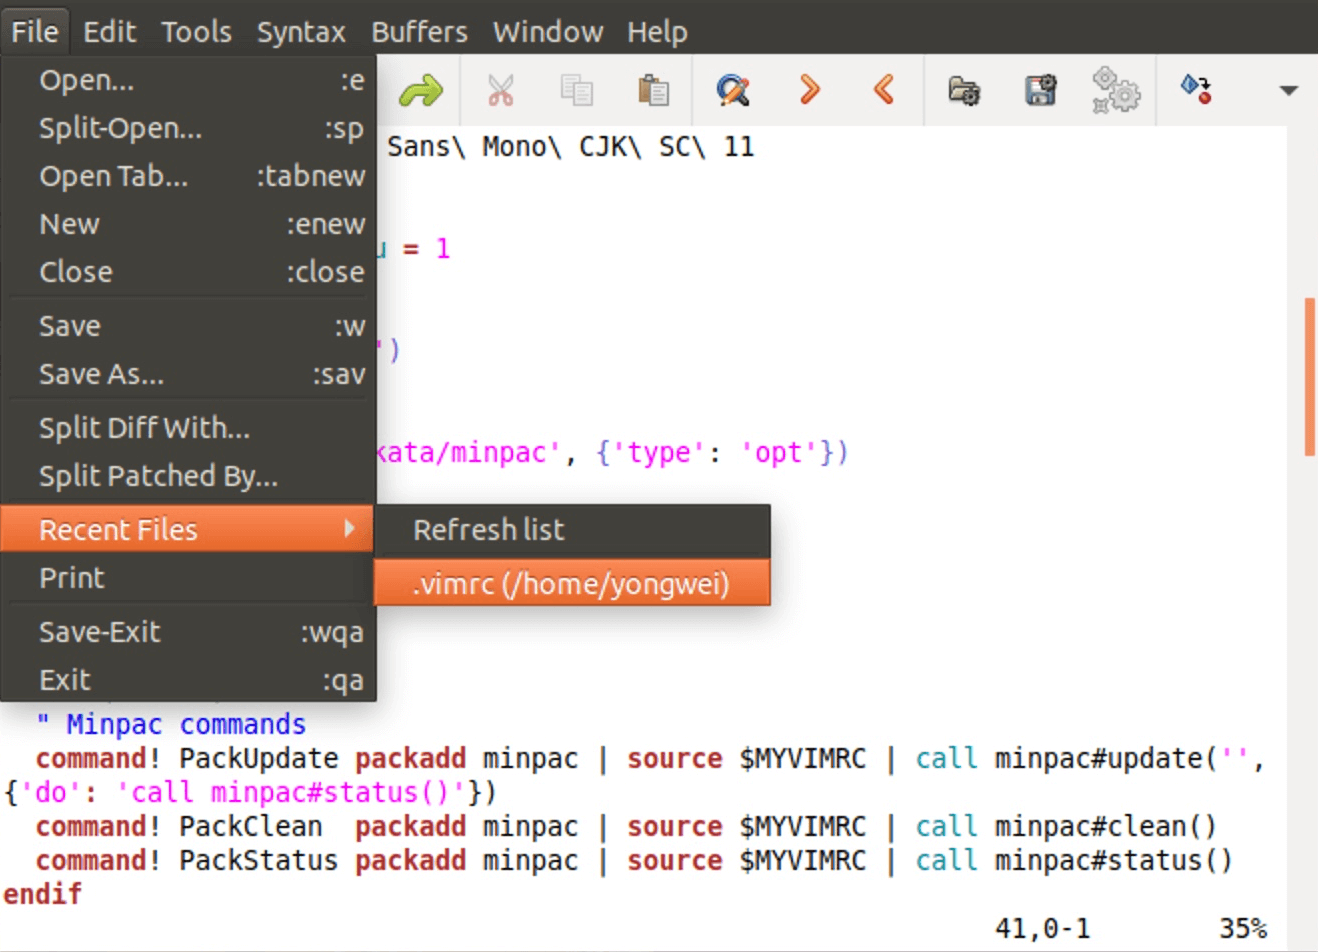 File Edit Tools Syntax Buffers Window Help
Open... :e
Split-Open... :sp
Sans\ Mono\ CJK\ SC\ 11
Open Tab... :tabnew
New :enew
= 1
Close :close
Save :w
')
Save As... :sav
Split Diff With...
kata/minpac', {'type': 'opt'})
Split Patched By...
Recent Files
Refresh list
Print
.vimrc (/home/yongwei)
Save-Exit :wqa
Exit :qa
" Minpac commands
command! PackUpdate packadd minpac | source $MYVIMRC | call minpac#update('',
{'do': 'call minpac#status()'})
command! PackClean  packadd minpac | source $MYVIMRC | call minpac#clean()
command! PackStatus packadd minpac | source $MYVIMRC | call minpac#status()
endif
41,0-1 35%